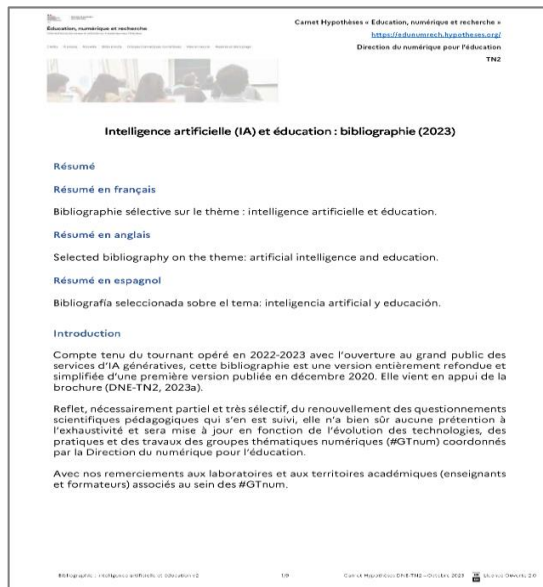 Education, numérique et recherche
Carnet Hypothèses « Education, numérique et recherche »
https://edunumrech.hypotheses.org/
Direction du numérique pour l'éducation
TN2
Intelligence artificielle (IA) et éducation : bibliographie (2023)
Résumé
Résumé en français
Bibliographie sélective sur le thème : intelligence artificielle et éducation.
Résumé en anglais
Selected bibliography on the theme: artificial intelligence and education.
Résumé en espagnol
Bibliografía seleccionada sobre el tema: inteligencia artificial y educación.
Introduction
Compte tenu du tournant opéré en 2022-2023 avec l'ouverture au grand public des
services d'IA génératives, cette bibliographie est une version entièrement refondue et
simplifiée d'une première version publiée en décembre 2020. Elle vient en appui de la
brochure (DNE-TN2, 2023a).
Reflet, nécessairement partiel et très sélectif, du renouvellement des questionnements
scientifiques pédagogiques qui s'en est suivi, elle n'a bien sûr aucune prétention à
l'exhaustivité et sera mise à jour en fonction de l'évolution des technologies, des
pratiques et des travaux des groupes thématiques numériques (#GTnum) coordonnés
par la Direction du numérique pour l'éducation.
Avec nos remerciements aux laboratoires et aux territoires académiques (enseignants
et formateurs) associés au sein des #GTnum.
Bibliographie : intelligence artificielle et éducation v2
1/9
Carnet Hypothèses DNE-TN2 – Octobre 2023
Licence Ouverte 2.0